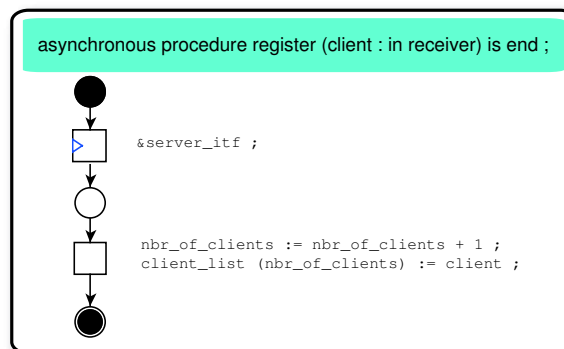 asynchronous procedure register (client : in receiver) is end ;
&server_itf ;
nbr_of_clients := nbr_of_clients + 1 ;
client_list (nbr_of_clients) := client ;